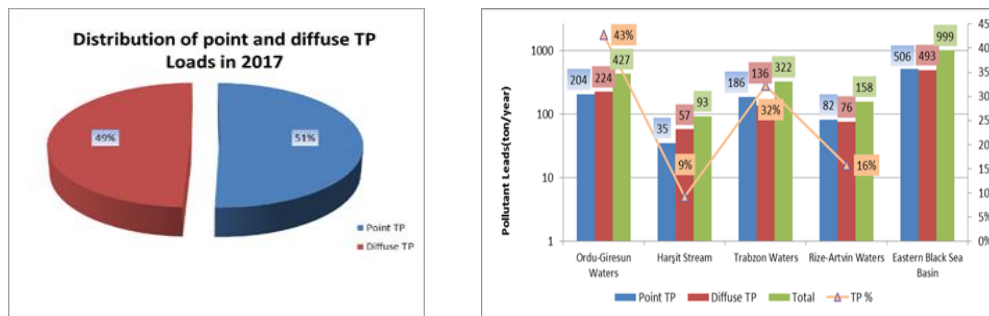 Distribution of point and diffuse TP
Loads in 2017
49%
51%
Point TP
Diffuse TP
Pollutant Leads(ton/year)
1000
100
10
1
204
224
427
43%
35
57
93
9%
186
136
322
32%
82
76
158
16%
506
493
999
45%
40%
35%
30%
25%
20%
15%
10%
5%
0%
Ordu-Giresun Waters
Harşit Stream
Trabzon Waters
Rize-Artvin Waters
Eastern Black Sea Basin
Point TP
Diffuse TP
Total
TP %